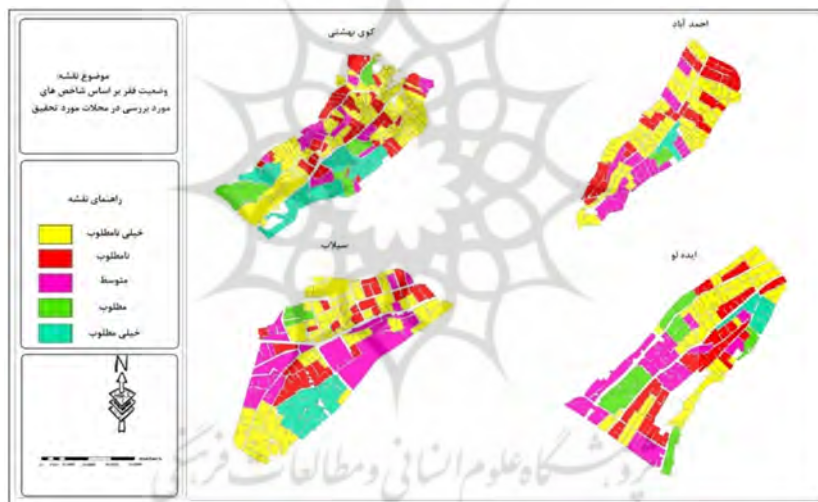 موضوع نقشه:
وضعیت فقر بر اساس شاخص های
مورد بررسی در محلات مورد تحقیق
راهنمای نقشه
خیلی نامطلوب
نامطلوب
متوسط
مطلوب
خیلی مطلوب
N
کوی بهشتی
احمد آباد
سیلاب
ایده لو
پژوهشگاه علوم انسانی و مطالعات فرهنگی